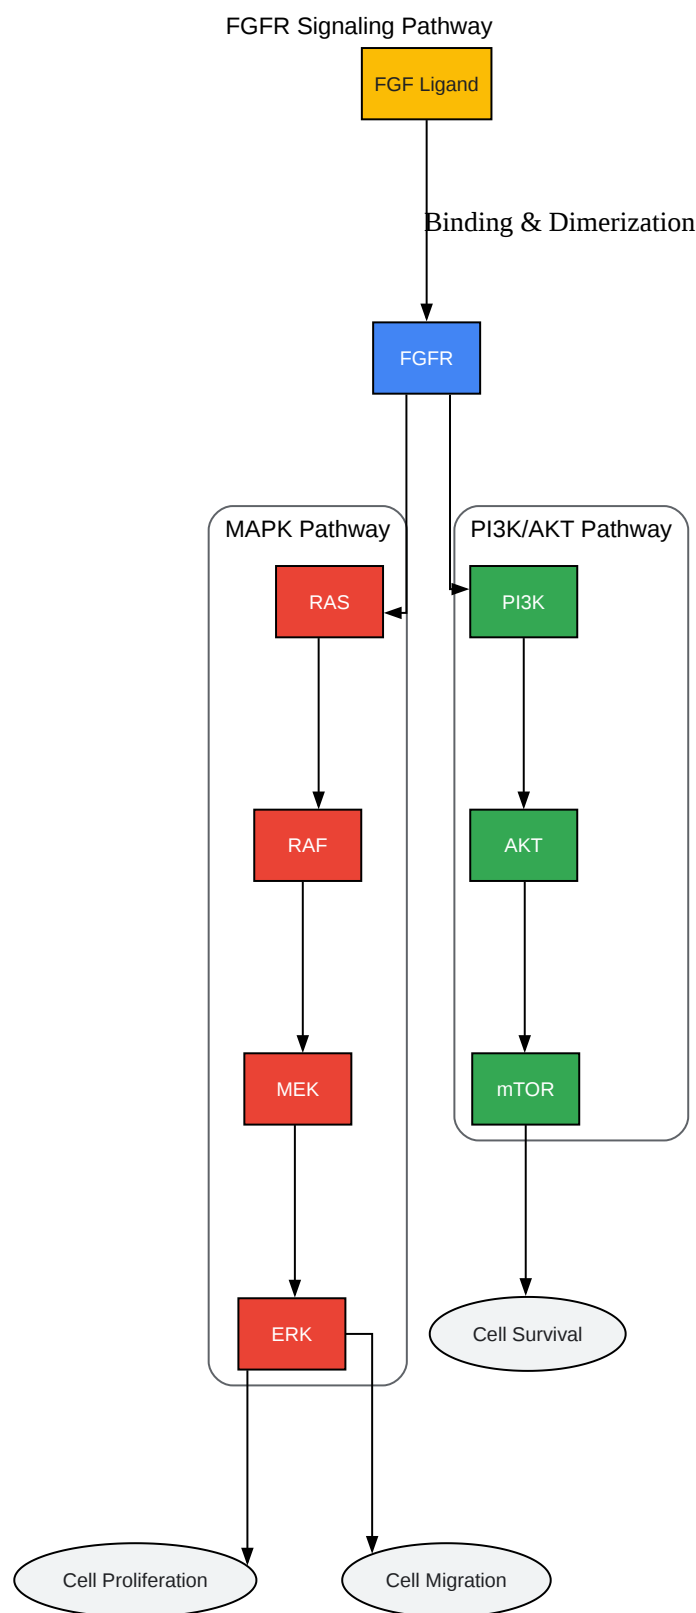 FGFR Signaling Pathway
FGF Ligand
Binding & Dimerization
FGFR
MAPK Pathway
PI3K/AKT Pathway
RAS
PI3K
RAF
AKT
MEK
mTOR
ERK
Cell Survival
Cell Proliferation
Cell Migration